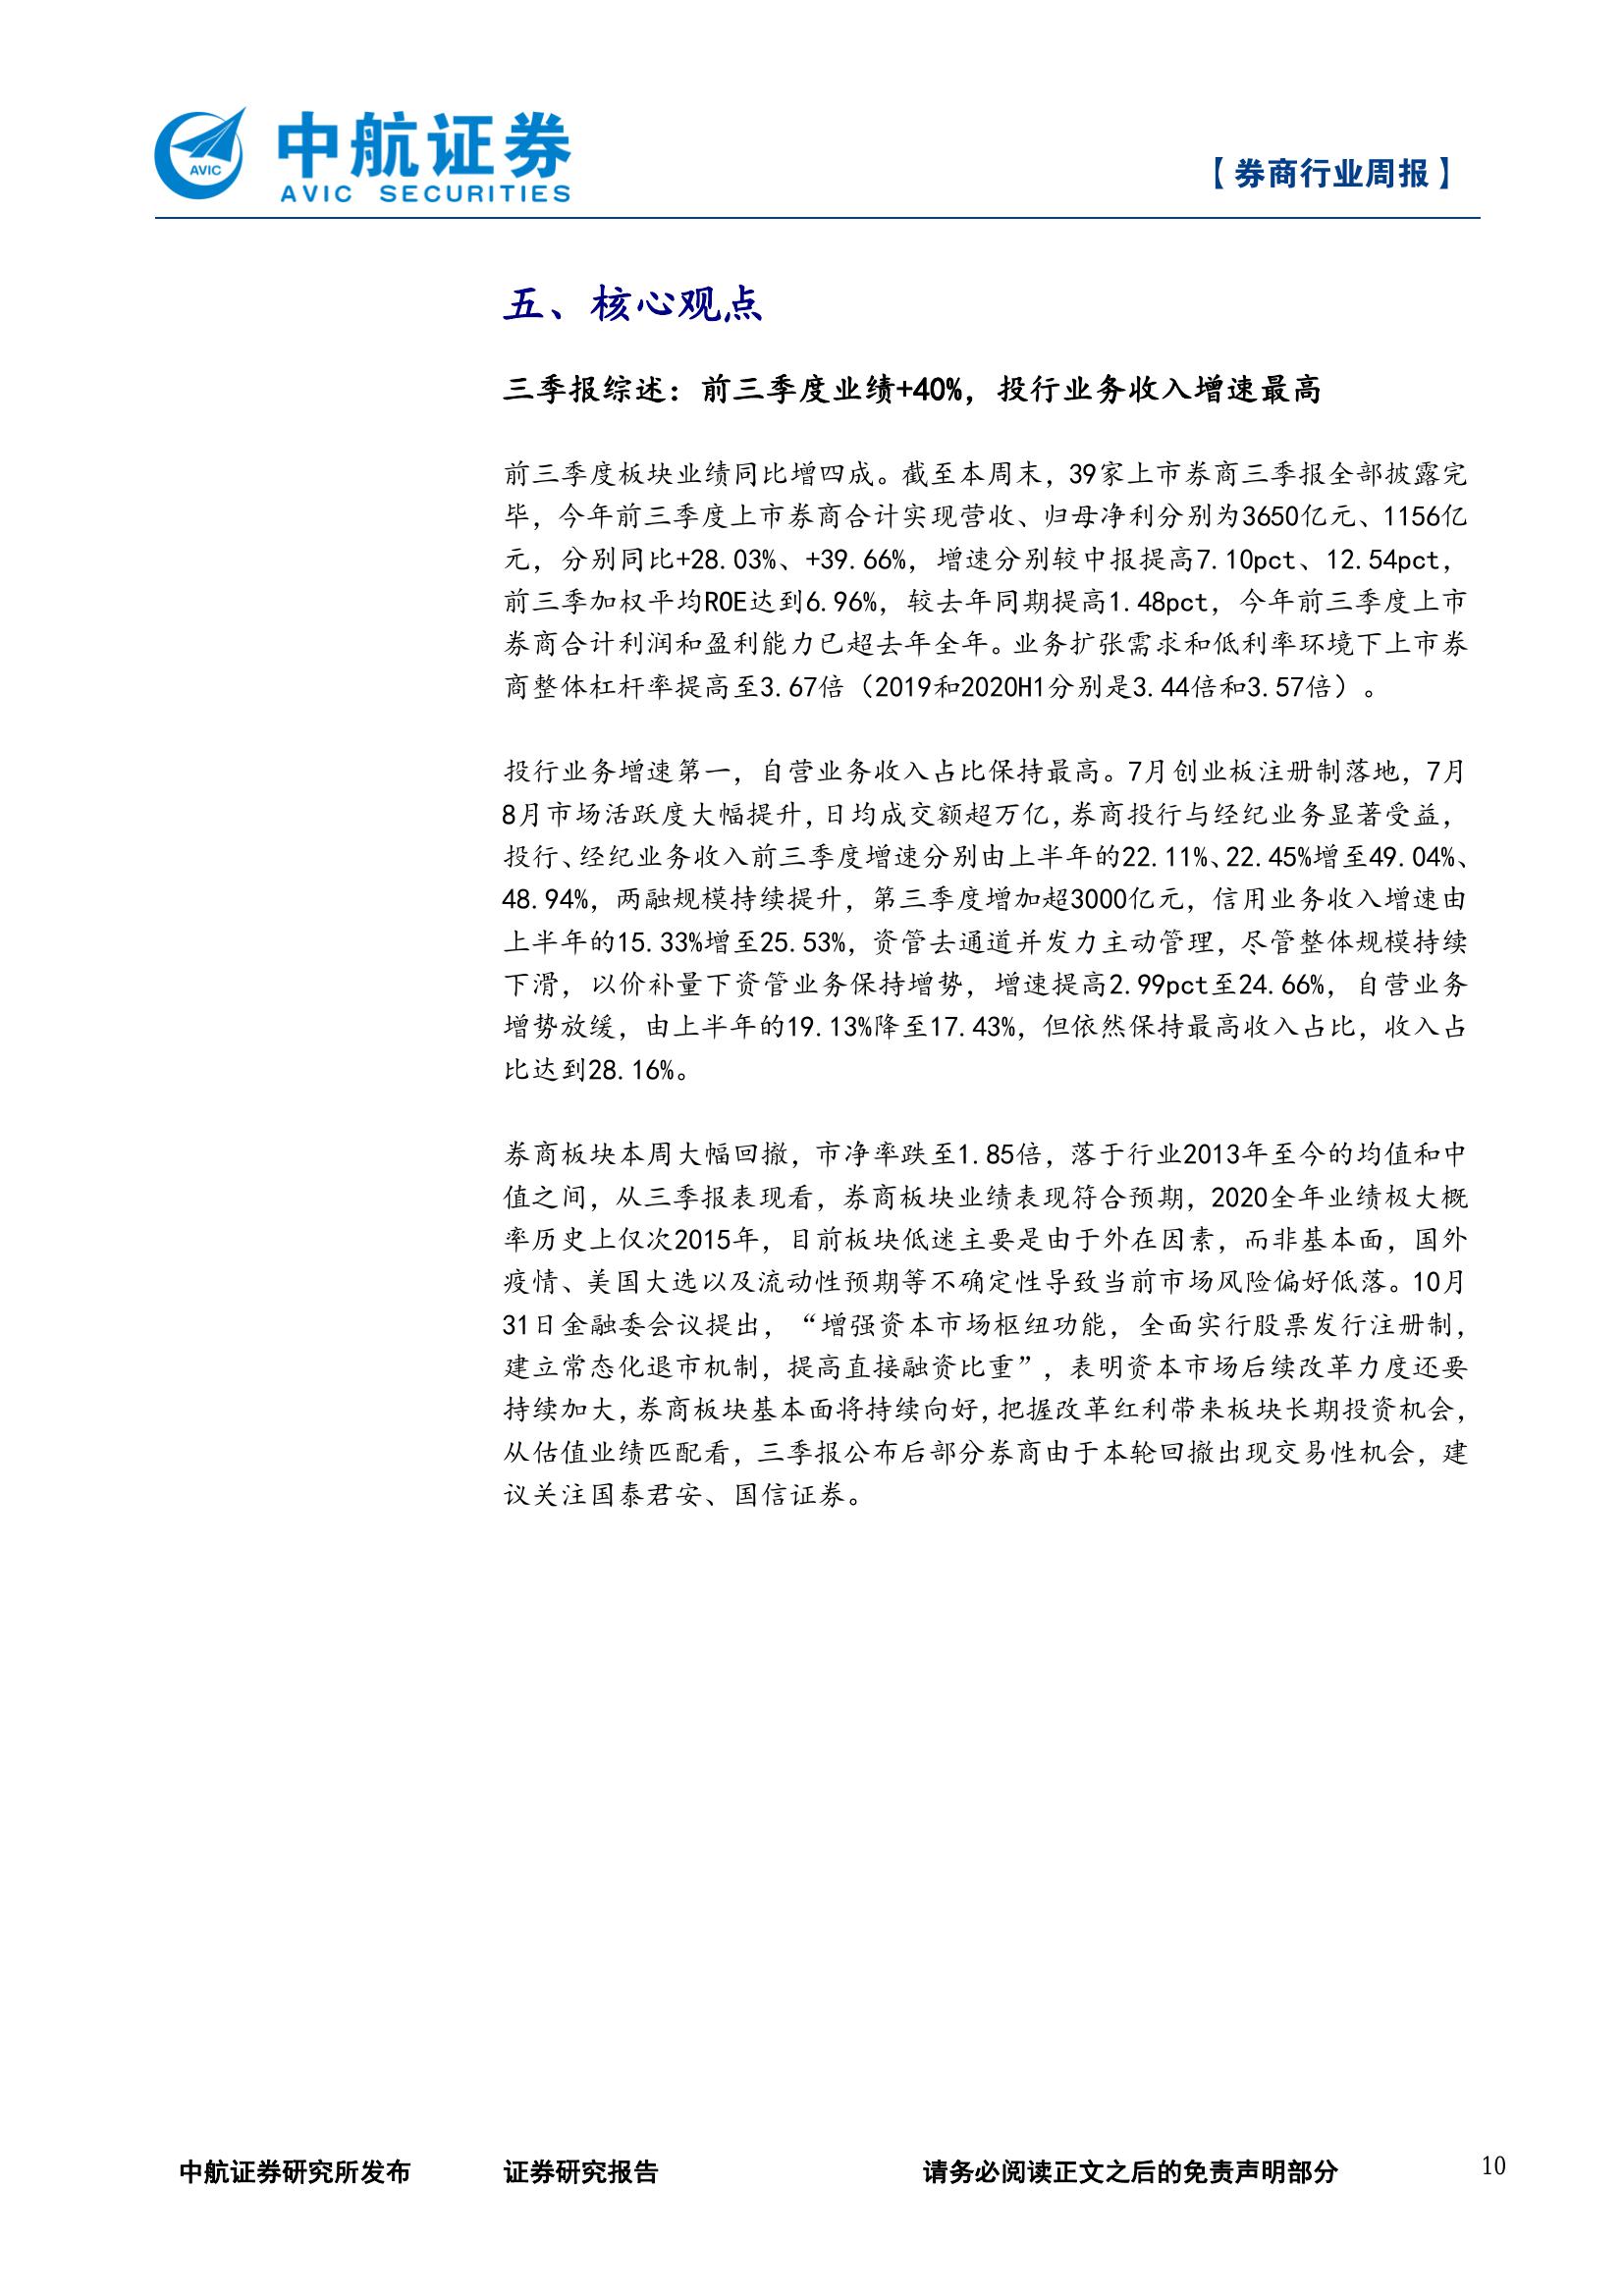 AVIC
中航证券
AVIC SECURITIES
【券商行业周报】
五、核心观点
三季报综述：前三季度业绩+40%，投行业务收入增速最高
前三季度板块业绩同比增四成。截至本周末，39家上市券商三季报全部披露完
毕，今年前三季度上市券商合计实现营收、归母净利分别为3650亿元、1156亿
元，分别同比+28.03%、+39.66%，增速分别较中报提高7.10pct、12.54pct，
前三季加权平均ROE达到6.96%，较去年同期提高1.48pct，今年前三季度上市
券商合计利润和盈利能力已超去年全年。业务扩张需求和低利率环境下上市券
商整体杠杆率提高至3.67倍（2019和2020H1分别是3.44倍和3.57倍）。
投行业务增速第一，自营业务收入占比保持最高。7月创业板注册制落地，7月
8月市场活跃度大幅提升，日均成交额超万亿，券商投行与经纪业务显著受益，
投行、经纪业务收入前三季度增速分别由上半年的22.11%、22.45%增至49.04%、
48.94%，两融规模持续提升，第三季度增加超3000亿元，信用业务收入增速由
上半年的15.33%增至25.53%，资管去通道并发力主动管理，尽管整体规模持续
下滑，以价补量下资管业务保持增势，增速提高2.99pct至24.66%，自营业务
增势放缓，由上半年的19.13%降至17.43%，但依然保持最高收入占比，收入占
比达到28.16%。
券商板块本周大幅回撤，市净率跌至1.85倍，落于行业2013年至今的均值和中
值之间，从三季报表现看，券商板块业绩表现符合预期，2020全年业绩极大概
率历史上仅次2015年，目前板块低迷主要是由于外在因素，而非基本面，国外
疫情、美国大选以及流动性预期等不确定性导致当前市场风险偏好低落。10月
31日金融委会议提出，“增强资本市场枢纽功能，全面实行股票发行注册制，
建立常态化退市机制，提高直接融资比重”，表明资本市场后续改革力度还要
持续加大，券商板块基本面将持续向好，把握改革红利带来板块长期投资机会，
从估值业绩匹配看，三季报公布后部分券商由于本轮回撤出现交易性机会，建
议关注国泰君安、国信证券。
中航证券研究所发布 证券研究报告 请务必阅读正文之后的免责声明部分 10